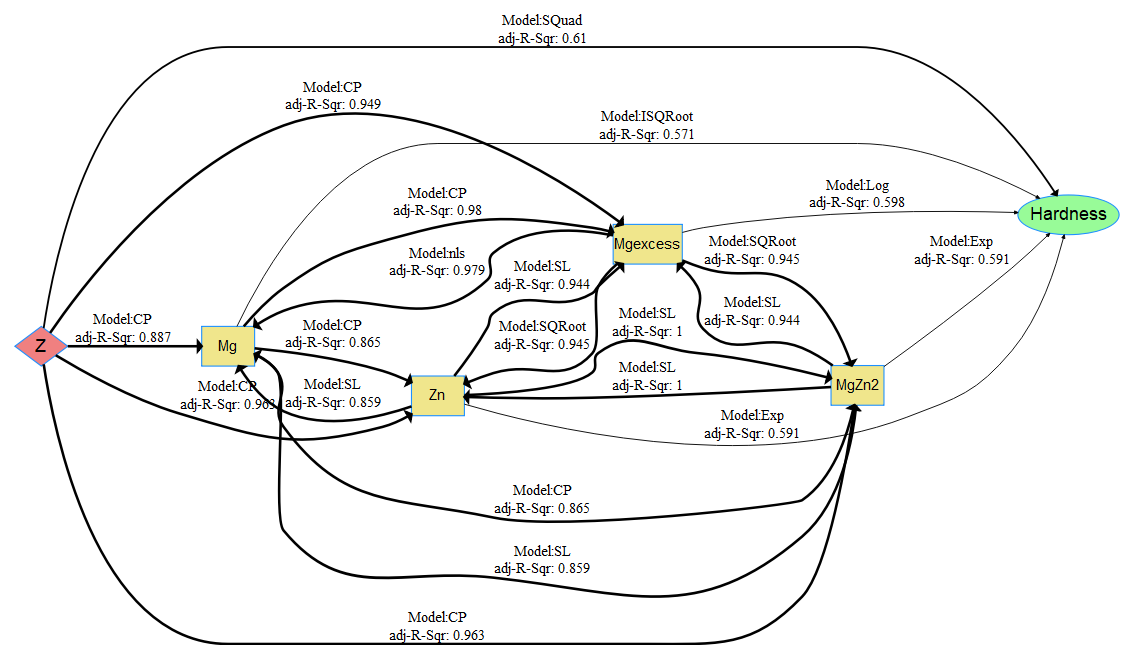 Model:SQuad
adj-R-Sqr: 0.61
Model:CP
adj-R-Sqr: 0.949
Model:ISQRoot
adj-R-Sqr: 0.571
Model:CP
adj-R-Sqr: 0.98
Model:Log
adj-R-Sqr: 0.598
Hardness
Mgexcess
Model:SQRoot
adj-R-Sqr: 0.945
Model:Exp
adj-R-Sqr: 0.591
Model:nls
adj-R-Sqr: 0.979
Model:SL
adj-R-Sqr: 0.944
Model:SL
adj-R-Sqr: 0.944
Model:CP
adj-R-Sqr: 0.887
Model:CP
adj-R-Sqr: 0.865
Model:SQRoot
adj-R-Sqr: 0.945
Model:SL
adj-R-Sqr: 1
Z
Mg
Model:SL
adj-R-Sqr: 1
MgZn2
Model:CP
adj-R-Sqr: 0.963
Model:SL
adj-R-Sqr: 0.859
Zn
Model:Exp
adj-R-Sqr: 0.591
Model:CP
adj-R-Sqr: 0.865
Model:SL
adj-R-Sqr: 0.859
Model:CP
adj-R-Sqr: 0.963